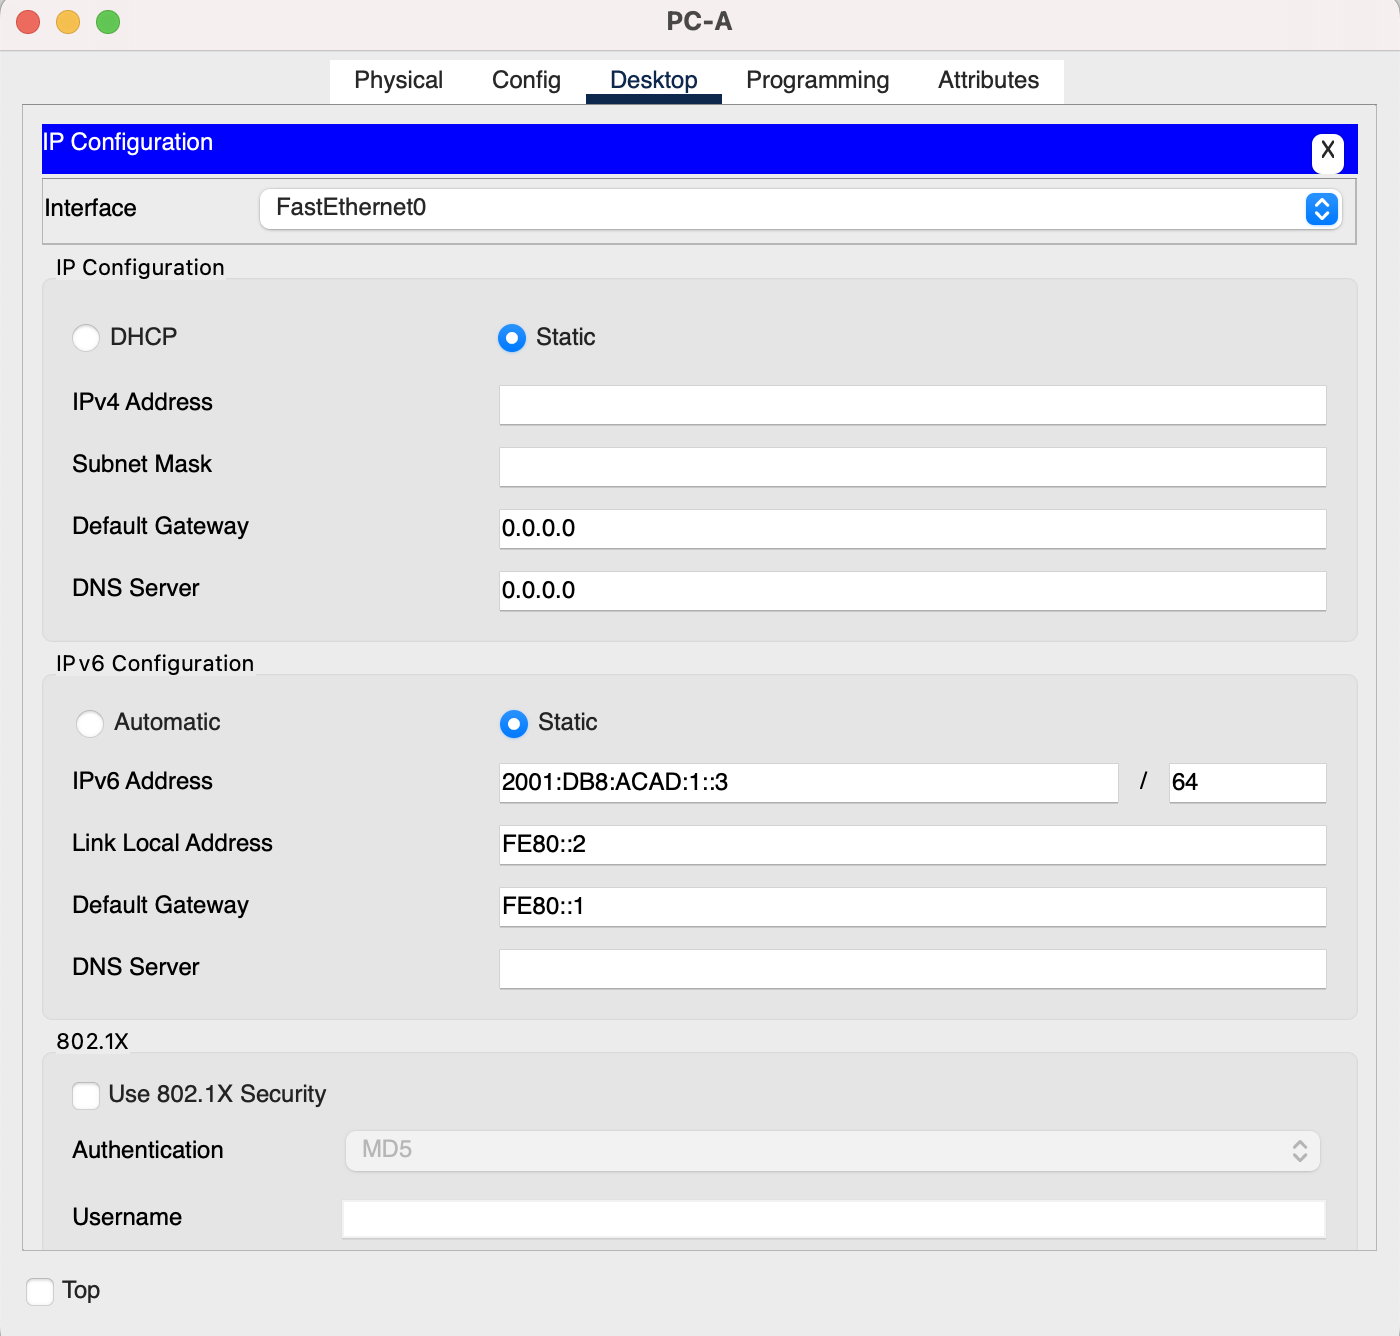 PC-A
Physical Config Desktop Programming Attributes
IP Configuration X
Interface FastEthernet0
IP Configuration
DHCP Static
IPv4 Address
Subnet Mask
Default Gateway 0.0.0.0
DNS Server 0.0.0.0
IPv6 Configuration
Automatic Static
IPv6 Address 2001:DB8:ACAD:1::3 / 64
Link Local Address FE80::2
Default Gateway FE80::1
DNS Server
802.1X
Use 802.1X Security
Authentication MD5
Username
Top